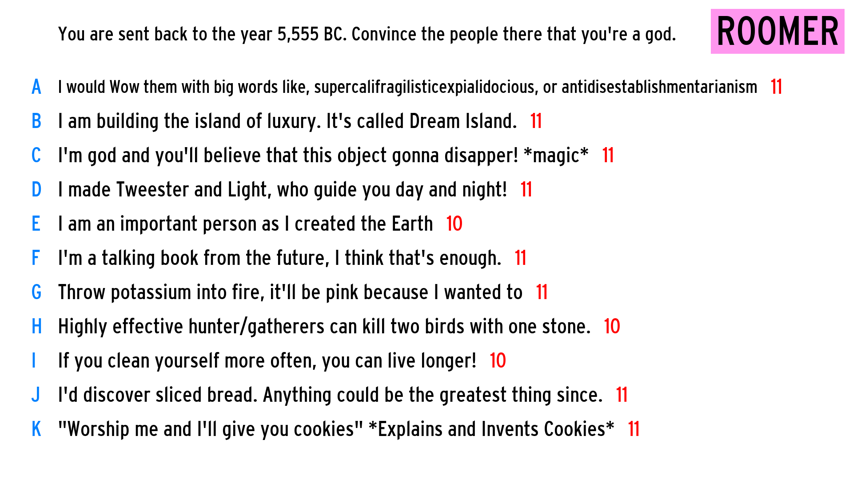 You are sent back to the year 5,555 BC. Convince the people there that you're a god.
ROOMER
A I would Wow them with big words like, supercalifragilisticexpialidocious, or antidisestablishmentarianism 11
B I am building the island of luxury. It's called Dream Island. 11
C I'm god and you'll believe that this object gonna disapper! *magic* 11
D I made Tweester and Light, who guide you day and night! 11
E I am an important person as I created the Earth 10
F I'm a talking book from the future, I think that's enough. 11
G Throw potassium into fire, it'll be pink because I wanted to 11
H Highly effective hunter/gatherers can kill two birds with one stone. 10
I If you clean yourself more often, you can live longer! 10
J I'd discover sliced bread. Anything could be the greatest thing since. 11
K "Worship me and I'll give you cookies" *Explains and Invents Cookies* 11